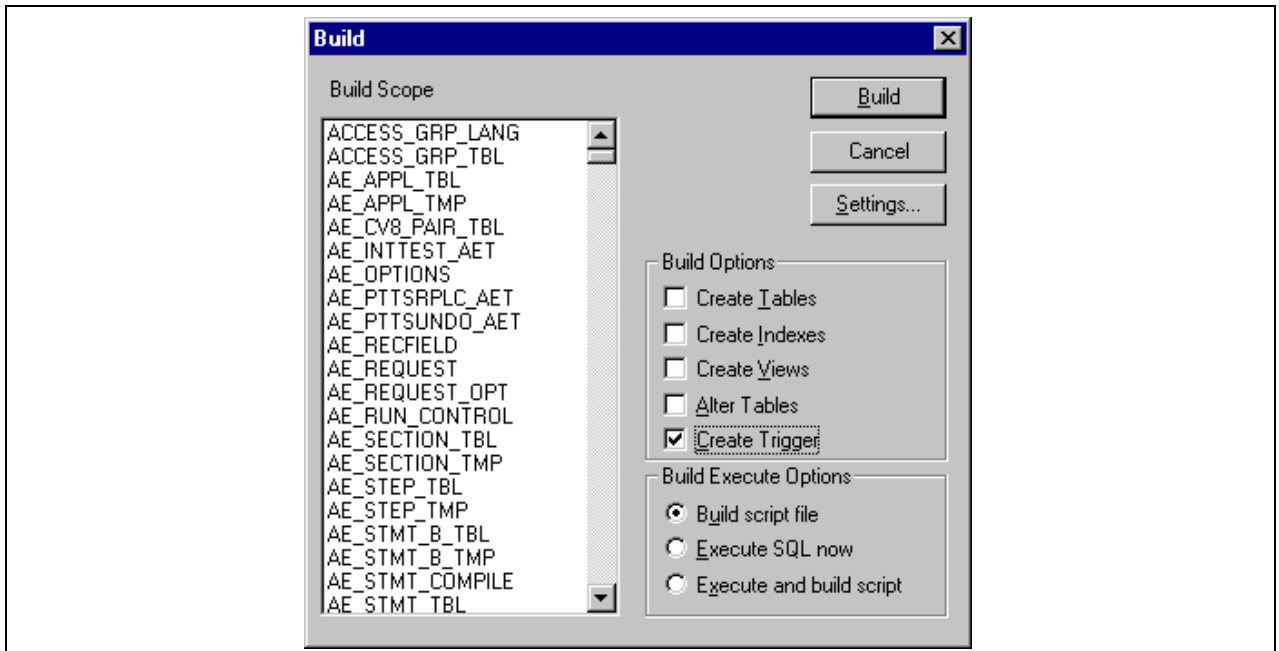 Build
Build Scope
ACCESS_GRP_LANG
ACCESS_GRP_TBL
AE_APPL_TBL
AE_APPL_TMP
AE_CV8_PAIR_TBL
AE_INTTEST_AET
AE_OPTIONS
AE_PTTSRPLC_AET
AE_PTTSUNDO_AET
AE_RECFIELD
AE_REQUEST
AE_REQUEST_OPT
AE_RUN_CONTROL
AE_SECTION_TBL
AE_SECTION_TMP
AE_STEP_TBL
AE_STEP_TMP
AE_STMT_B_TBL
AE_STMT_B_TMP
AE_STMT_COMPILE
AE_STMT_TBL
Build
Cancel
Settings...
Build Options
Create Tables
Create Indexes
Create Views
Alter Tables
Create Trigger
Build Execute Options
Build script file
Execute SQL now
Execute and build script